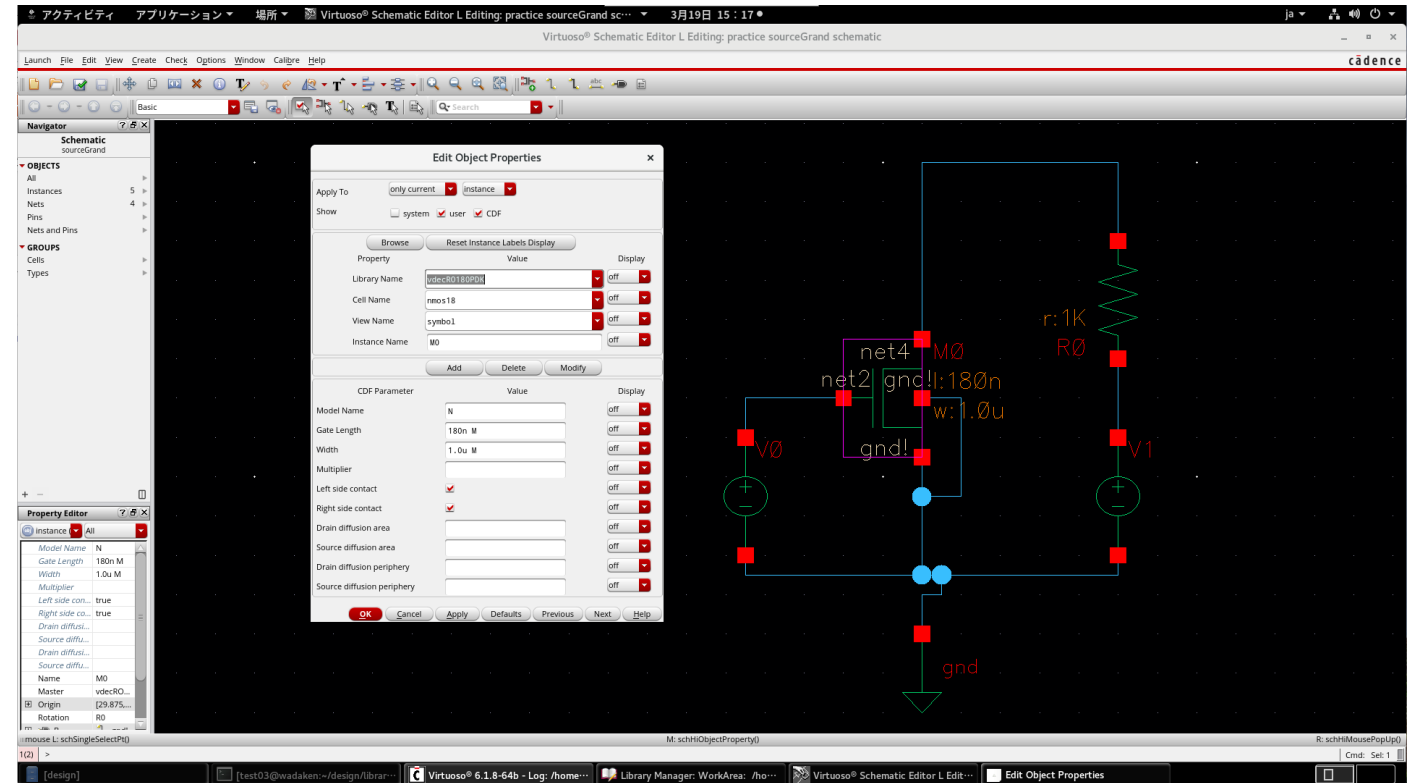 アクティビティ アプリケーション▼ 場所▼ Virtuoso® Schematic Editor L Editing: practice sourceGrand sc… ▼ 3月19日 15：17 ja ▼
Virtuoso® Schematic Editor L Editing: practice sourceGrand schematic
Launch File Edit View Create Check Options Window Calibre Help cādence
Basic Search
Navigator ? X
Schematic
sourceGrand
OBJECTS
All
Instances 5
Nets 4
Pins
Nets and Pins
GROUPS
Cells
Types
Property Editor ? X
instance All
Model Name N
Gate Length 180n M
Width 1.0u M
Multiplier
Left side con... true
Right side co... true
Drain diffusi...
Source diffu...
Drain diffusi...
Source diffu...
Name M0
Master vdecRO...
Origin [29.875,...
Rotation R0
Edit Object Properties ×
Apply To only current instance
Show system user CDF
Browse Reset Instance Labels Display
Property Value Display
Library Name vdecRO180PDK off
Cell Name nmos18 off
View Name symbol off
Instance Name M0 off
Add Delete Modify
CDF Parameter Value Display
Model Name N off
Gate Length 180n M off
Width 1.0u M off
Multiplier off
Left side contact off
Right side contact off
Drain diffusion area off
Source diffusion area off
Drain diffusion periphery off
Source diffusion periphery off
OK Cancel Apply Defaults Previous Next Help
r:1K
R0
net4 M0
net2 gnd! l:180n
w:1.0u
gnd!
V0
V1
gnd
mouse L: schSingleSelectPt() M: schHiObjectProperty() R: schHiMousePopUp()
1(2) > Cmd: Sel: 1
[design] [test03@wadaken:~/design/librar… Virtuoso® 6.1.8-64b - Log: /home… Library Manager: WorkArea: /ho… Virtuoso® Schematic Editor L Edit… Edit Object Properties